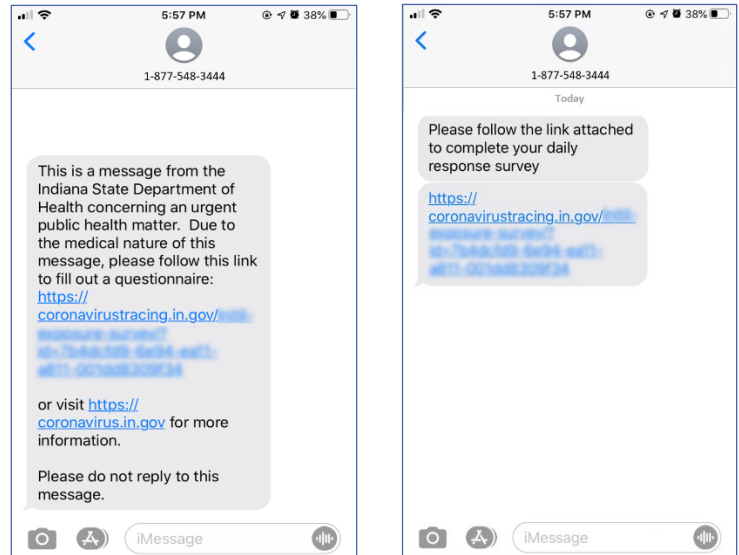 5:57 PM
38%
1-877-548-3444
This is a message from the
Indiana State Department of
Health concerning an urgent
public health matter. Due to
the medical nature of this
message, please follow this link
to fill out a questionnaire:
https://
coronavirustracing.in.gov/
or visit https://
coronavirus.in.gov for more
information.
Please do not reply to this
message.
iMessage
5:57 PM
38%
1-877-548-3444
Today
Please follow the link attached
to complete your daily
response survey
https://
coronavirustracing.in.gov/
iMessage